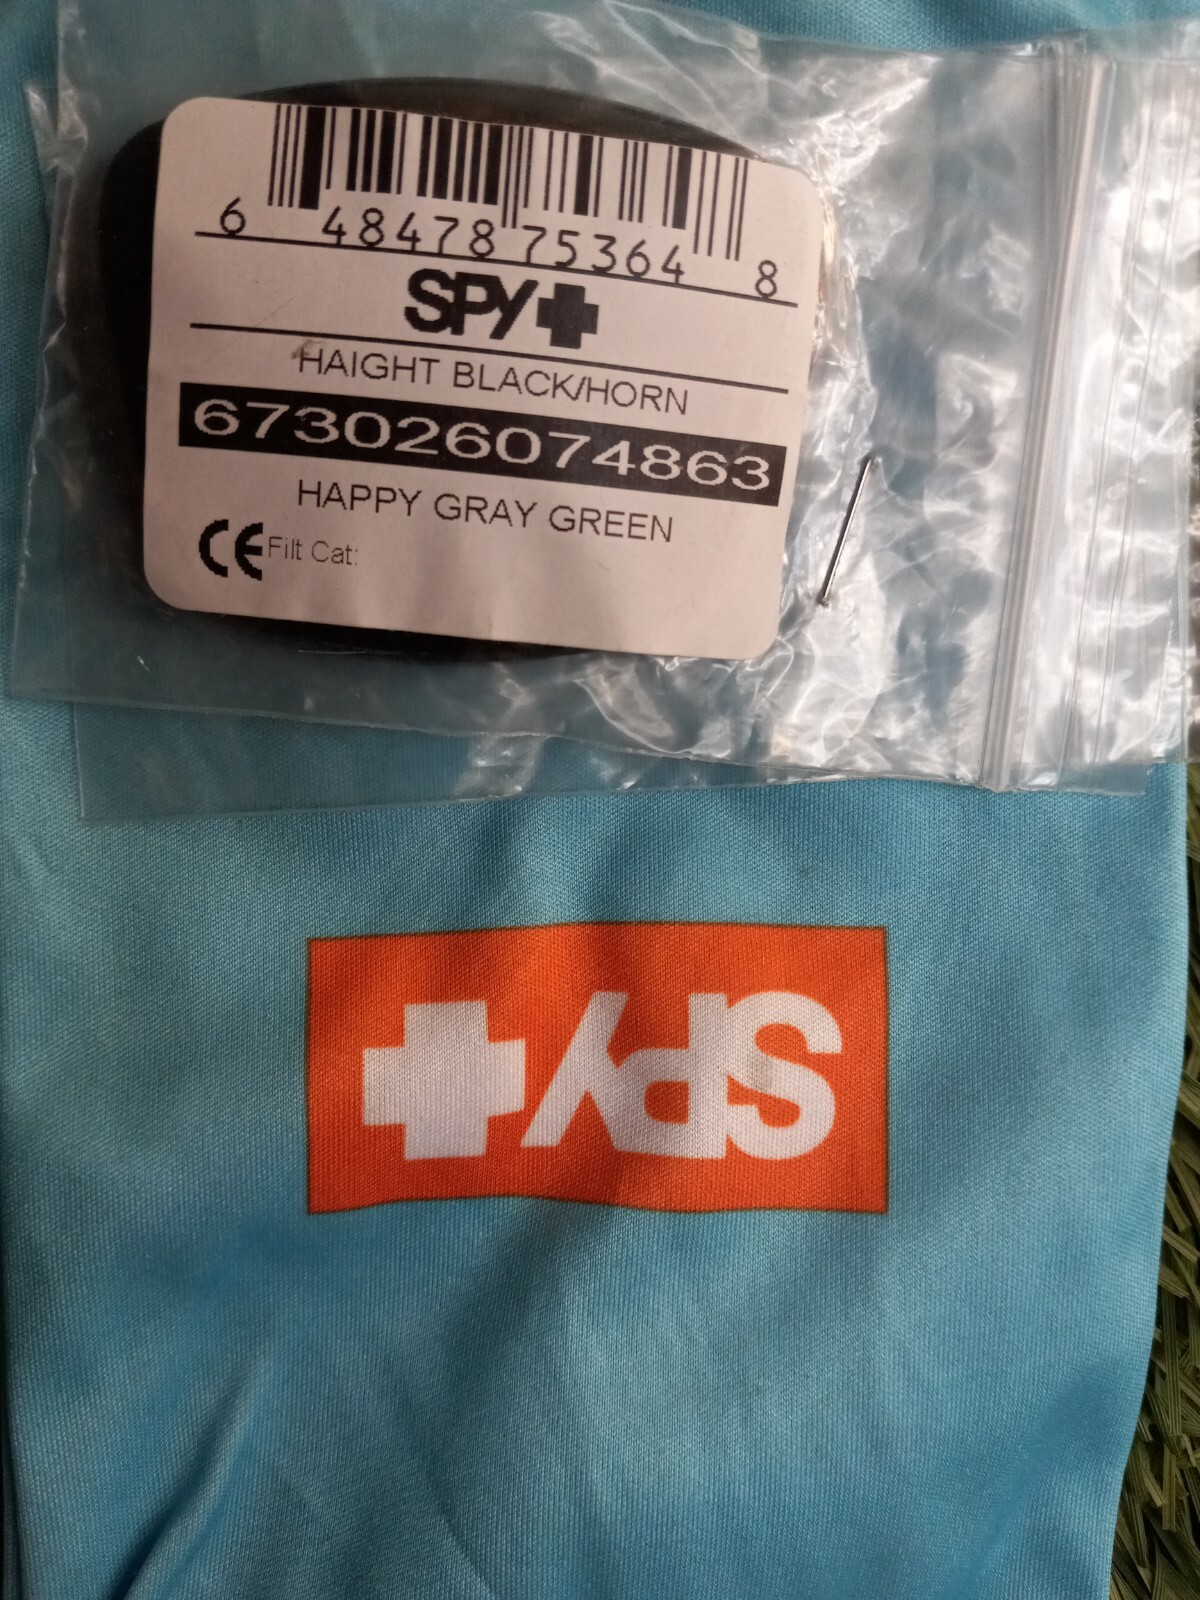 6 48478 75364 8
SPY+
HAIGHT BLACK/HORN
673026074863
HAPPY GRAY GREEN
CE Filt Cat:
SPY+